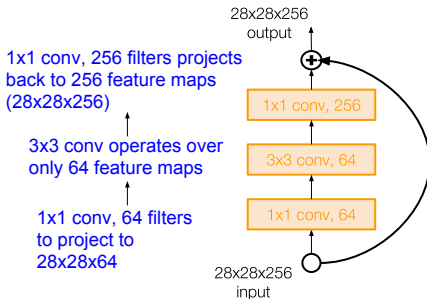 1x1 conv, 256 filters projects
back to 256 feature maps
(28x28x256)
3x3 conv operates over
only 64 feature maps
1x1 conv, 64 filters
to project to
28x28x64
28x28x256
output
+
1x1 conv, 256
3x3 conv, 64
1x1 conv, 64
28x28x256
input